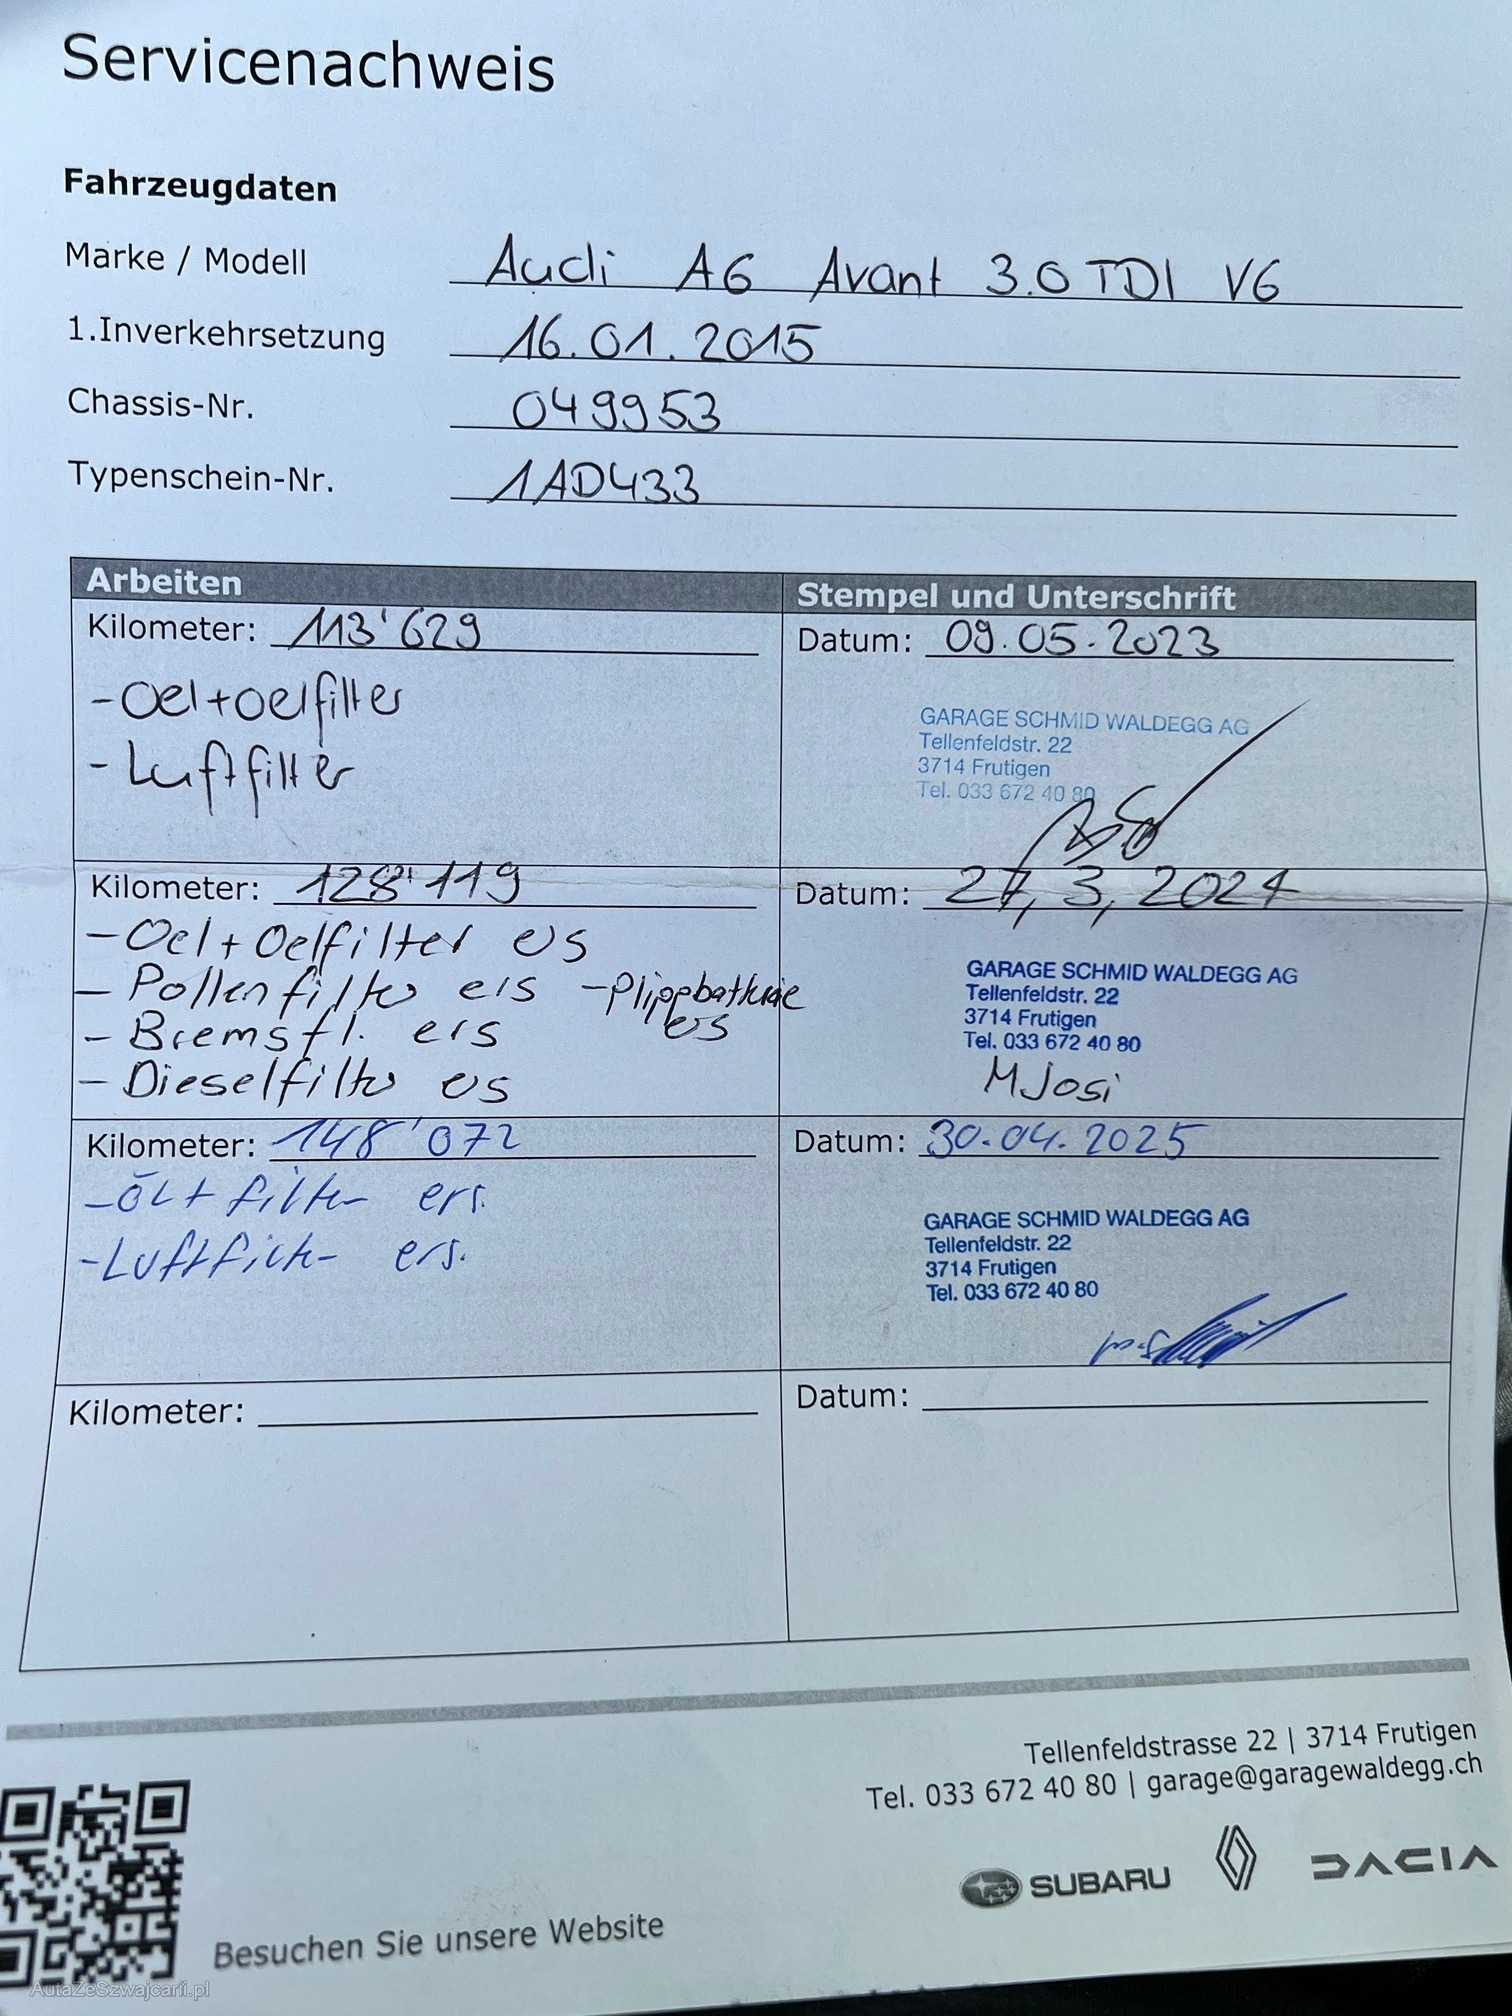 Servicenachweis
Fahrzeugdaten
Marke / Modell Audi A6 Avant 3.0 TDI V6
1.Inverkehrsetzung 16.01.2015
Chassis-Nr. 049953
Typenschein-Nr. 1AD433
Arbeiten Stempel und Unterschrift
Kilometer: 113'629 Datum: 09.05.2023
-Oel+oelfilter
- Luftfilter
GARAGE SCHMID WALDEGG AG
Tellenfeldstr. 22
3714 Frutigen
Tel. 033 672 40 80
Kilometer: 128'119 Datum: 27,3,2024
-Oel+Oelfilter ers
- Pollenfilter ers -Plippbatterie
ers
- Bremsfl. ers
- Dieselfilter ers
GARAGE SCHMID WALDEGG AG
Tellenfeldstr. 22
3714 Frutigen
Tel. 033 672 40 80
M.Josi
Kilometer: 148'072 Datum: 30.04.2025
-Öl+ filter ers.
-Luftfilter ers.
GARAGE SCHMID WALDEGG AG
Tellenfeldstr. 22
3714 Frutigen
Tel. 033 672 40 80
Kilometer: Datum:
Tellenfeldstrasse 22 | 3714 Frutigen
Tel. 033 672 40 80 | garage@garagewaldegg.ch
SUBARU DACIA
Besuchen Sie unsere Website
AutaZeSzwajcarii.pl